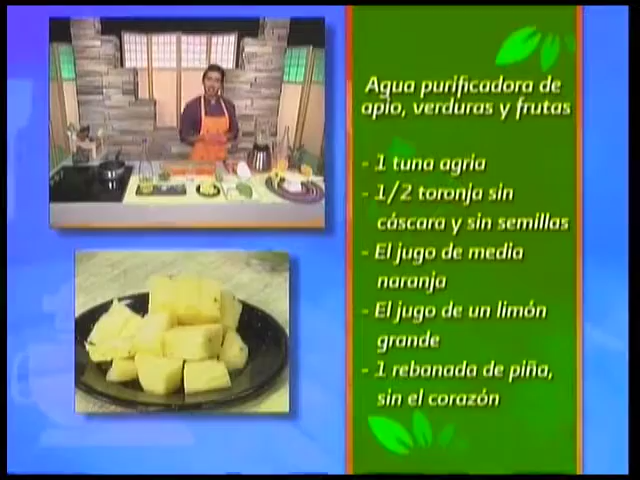 Agua purificadora de
apio, verduras y frutas
- 1 tuna agria
- 1/2 toronja sin
cáscara y sin semillas
- El jugo de media
naranja
- El jugo de un limón
grande
- 1 rebanada de piña,
sin el corazón